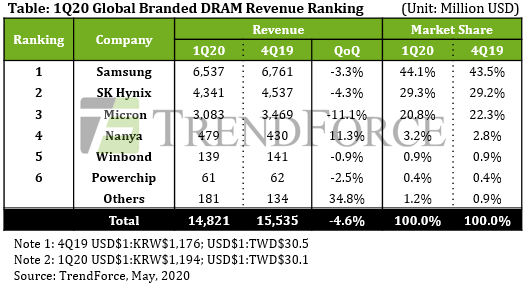 Table: 1Q20 Global Branded DRAM Revenue Ranking (Unit: Million USD)
Ranking Company Revenue Market Share
1Q20 4Q19 QoQ 1Q20 4Q19
1 Samsung 6,537 6,761 -3.3% 44.1% 43.5%
2 SK Hynix 4,341 4,537 -4.3% 29.3% 29.2%
3 Micron 3,083 3,469 -11.1% 20.8% 22.3%
4 Nanya 479 430 11.3% 3.2% 2.8%
TRENDFORCE
5 Winbond 139 141 -0.9% 0.9% 0.9%
6 Powerchip 61 62 -2.5% 0.4% 0.4%
Others 181 134 34.8% 1.2% 0.9%
Total 14,821 15,535 -4.6% 100.0% 100.0%
Note 1: 4Q19 USD$1:KRW$1,176; USD$1:TWD$30.5
Note 2: 1Q20 USD$1:KRW$1,194; USD$1:TWD$30.1
Source: TrendForce, May, 2020